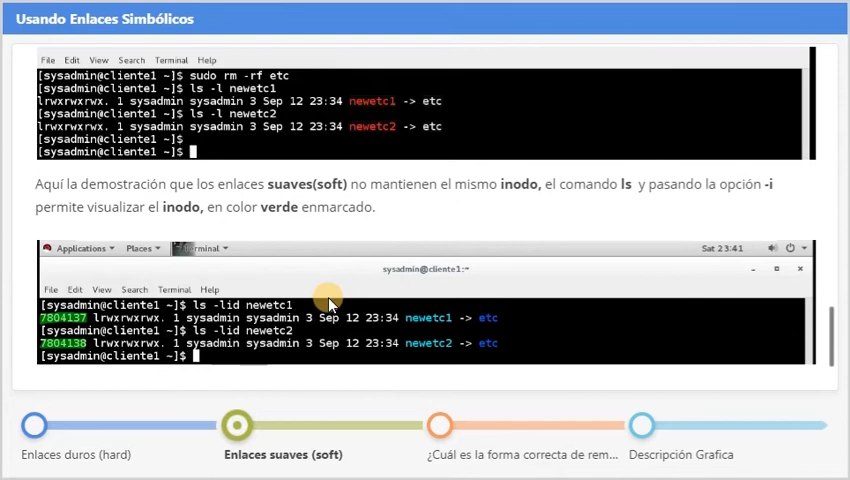 Usando Enlaces Simbólicos
File Edit View Search Terminal Help
[sysadmin@cliente1 ~]$ sudo rm -rf etc
[sysadmin@cliente1 ~]$ ls -l newetc1
lrwxrwxrwx. 1 sysadmin sysadmin 3 Sep 12 23:34 newetc1 -> etc
[sysadmin@cliente1 ~]$ ls -l newetc2
lrwxrwxrwx. 1 sysadmin sysadmin 3 Sep 12 23:34 newetc2 -> etc
[sysadmin@cliente1 ~]$
[sysadmin@cliente1 ~]$
Aquí la demostración que los enlaces suaves(soft) no mantienen el mismo inodo, el comando ls y pasando la opción -i
permite visualizar el inodo, en color verde enmarcado.
Applications Places Terminal Sat 23:41
sysadmin@cliente1:~
File Edit View Search Terminal Help
[sysadmin@cliente1 ~]$ ls -lid newetc1
7804137 lrwxrwxrwx. 1 sysadmin sysadmin 3 Sep 12 23:34 newetc1 -> etc
[sysadmin@cliente1 ~]$ ls -lid newetc2
7804138 lrwxrwxrwx. 1 sysadmin sysadmin 3 Sep 12 23:34 newetc2 -> etc
[sysadmin@cliente1 ~]$
Enlaces duros (hard) Enlaces suaves (soft) ¿Cuál es la forma correcta de rem... Descripción Grafica